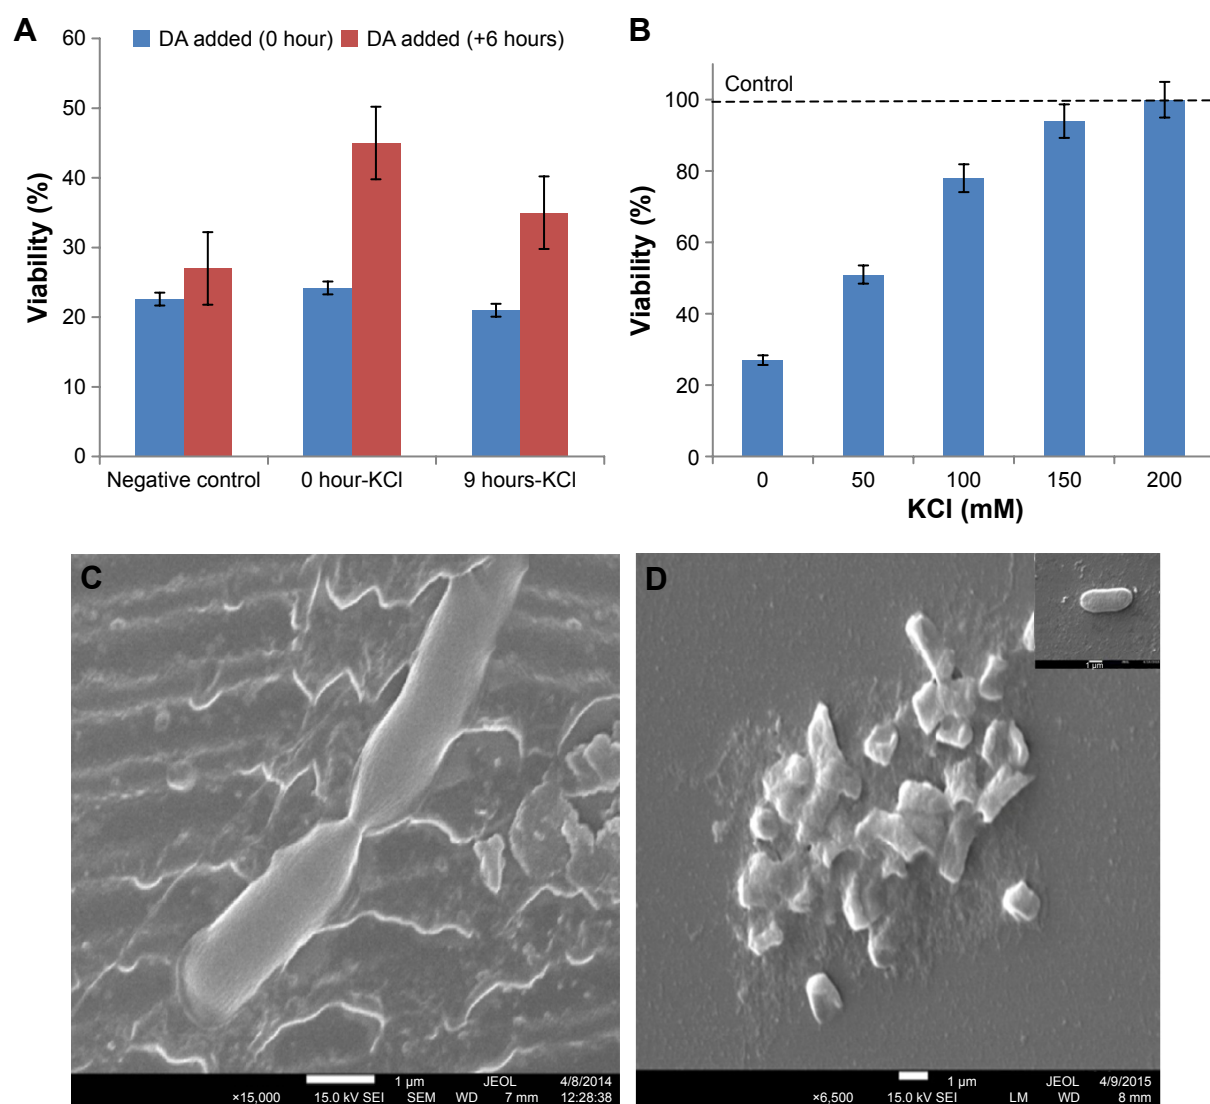 A
DA added (0 hour) DA added (+6 hours)
Viability (%)
60
50
40
30
20
10
0
Negative control 0 hour-KCl 9 hours-KCl
B
Control
Viability (%)
100
80
60
40
20
0
0 50 100 150 200
KCl (mM)
C
1 µm JEOL 4/8/2014
×15,000 15.0 kV SEI SEM WD 7 mm 12:28:38
D
1 µm
1 µm JEOL 4/9/2015
×6,500 15.0 kV SEI LM WD 8 mm